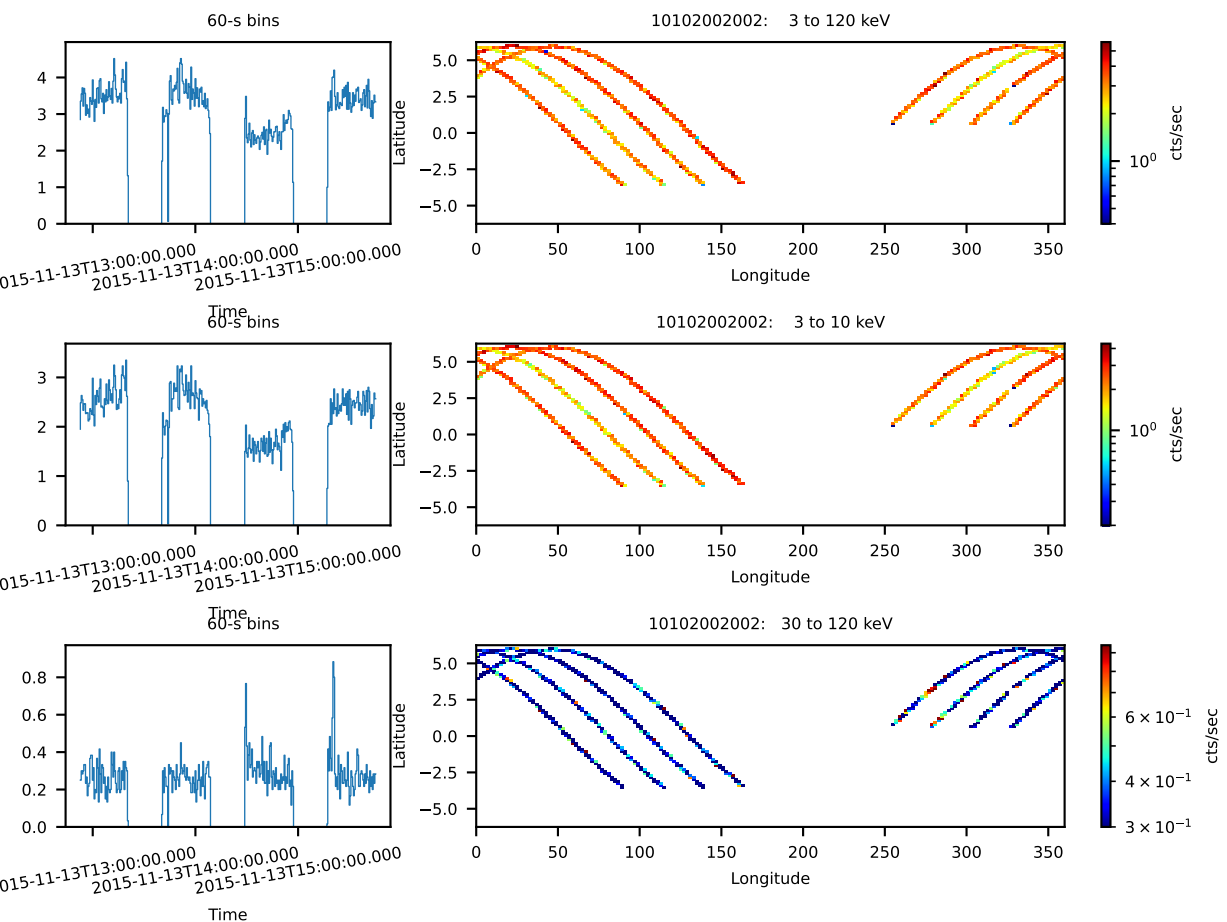 60-s bins
10102002002: 3 to 120 keV
4
3
2
1
0
015-11-13T13:00:00.000
2015-11-13T14:00:00.000
2015-11-13T15:00:00.000
Time
Latitude
5.0
2.5
0.0
−2.5
−5.0
0 50 100 150 200 250 300 350
Longitude
10⁰
cts/sec
60-s bins
10102002002: 3 to 10 keV
3
2
1
0
015-11-13T13:00:00.000
2015-11-13T14:00:00.000
2015-11-13T15:00:00.000
Time
Latitude
5.0
2.5
0.0
−2.5
−5.0
0 50 100 150 200 250 300 350
Longitude
10⁰
cts/sec
60-s bins
10102002002: 30 to 120 keV
0.8
0.6
0.4
0.2
0.0
015-11-13T13:00:00.000
2015-11-13T14:00:00.000
2015-11-13T15:00:00.000
Time
Latitude
5.0
2.5
0.0
−2.5
−5.0
0 50 100 150 200 250 300 350
Longitude
6 × 10⁻¹
4 × 10⁻¹
3 × 10⁻¹
cts/sec